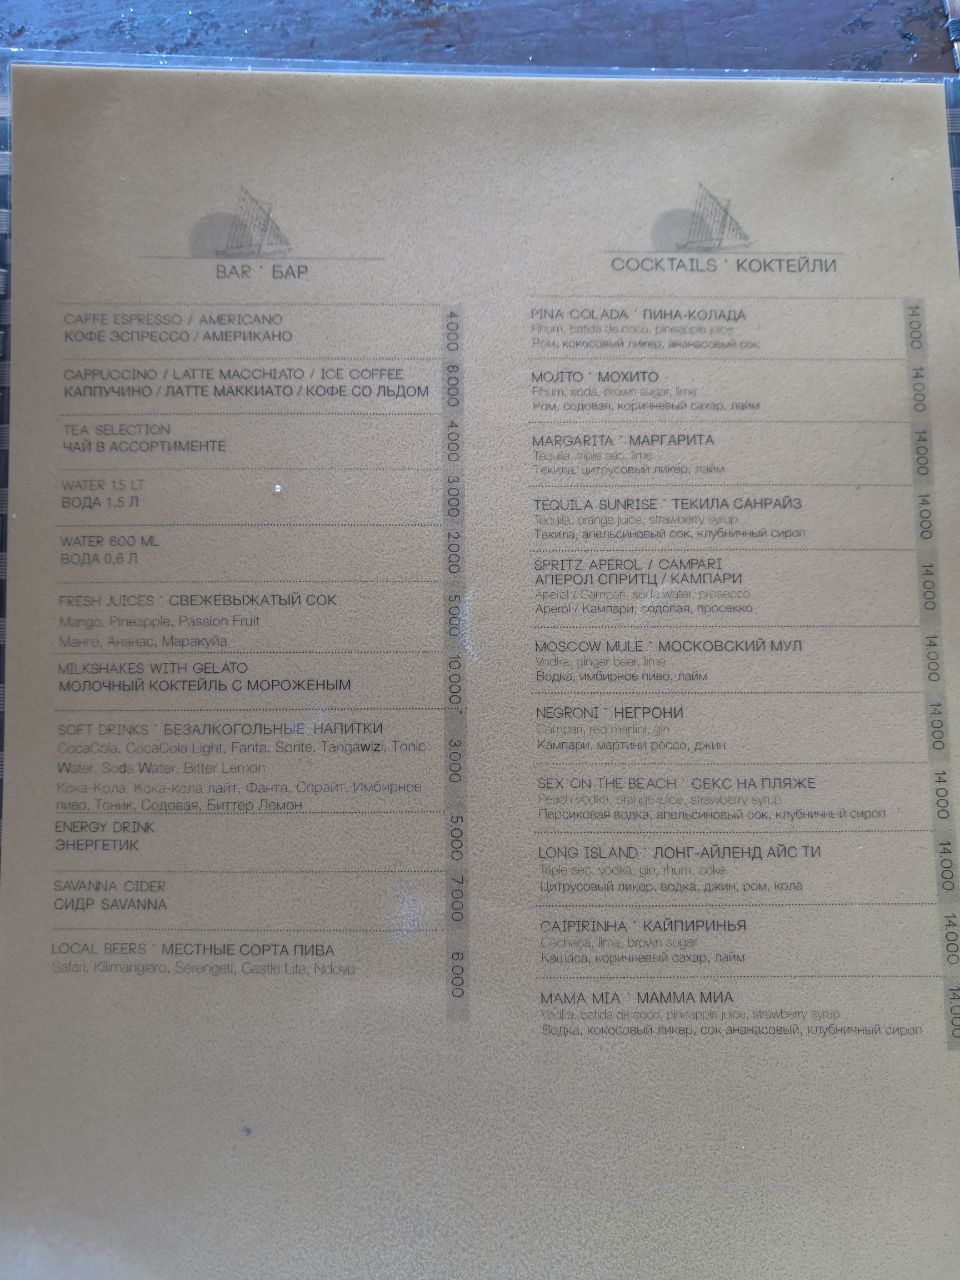 BAR · БАР
CAFFE ESPRESSO / AMERICANO
КОФЕ ЭСПРЕССО / АМЕРИКАНО
4.000
CAPPUCCINO / LATTE MACCHIATO / ICE COFFEE
КАППУЧИНО / ЛАТТЕ МАККИАТО / КОФЕ СО ЛЬДОМ
6.000
TEA SELECTION
ЧАЙ В АССОРТИМЕНТЕ
4.000
WATER 1,5 LT
ВОДА 1,5 Л
3.000
WATER 600 ML
ВОДА 0,6 Л
2.000
FRESH JUICES · СВЕЖЕВЫЖАТЫЙ СОК
Mango, Pineapple, Passion Fruit
Манго, Ананас, Маракуйа
5.000
MILKSHAKES WITH GELATO
МОЛОЧНЫЙ КОКТЕЙЛЬ С МОРОЖЕНЫМ
10.000
SOFT DRINKS · БЕЗАЛКОГОЛЬНЫЕ НАПИТКИ
CocaCola, CocaCola Light, Fanta, Sprite, Tangawizi, Tonic
Water, Soda Water, Bitter Lemon
Кока-Кола, Кока-кола лайт, Фанта, Спрайт, Имбирное
пиво, Тоник, Содовая, Биттер Лемон
3.000
ENERGY DRINK
ЭНЕРГЕТИК
5.000
SAVANNA CIDER
СИДР SAVANNA
7.000
LOCAL BEERS · МЕСТНЫЕ СОРТА ПИВА
Safari, Kilimangiaro, Serengeti, Castle Lite, Ndovu
6.000
COCKTAILS · КОКТЕЙЛИ
PINA COLADA · ПИНА-КОЛАДА
Rhum, batida de coco, pineapple juice
Ром, кокосовый ликер, ананасовый сок
14.000
MOJITO · МОХИТО
Rhum, soda, brown sugar, lime
Ром, содовая, коричневый сахар, лайм
14.000
MARGARITA · МАРГАРИТА
Tequila, triple sec, lime
Текила, цитрусовый ликер, лайм
14.000
TEQUILA SUNRISE · ТЕКИЛА САНРАЙЗ
Tequila, orange juice, strawberry syrup
Текила, апельсиновый сок, клубничный сироп
14.000
SPRITZ APEROL / CAMPARI
АПЕРОЛ СПРИТЦ / КАМПАРИ
Aperol / Campari, soda water, prosecco
Aperol / Кампари, содовая, просекко
14.000
MOSCOW MULE · МОСКОВСКИЙ МУЛ
Vodka, ginger beer, lime
Водка, имбирное пиво, лайм
14.000
NEGRONI · НЕГРОНИ
Campari, red martini, gin
Кампари, мартини россо, джин
14.000
SEX ON THE BEACH · СЕКС НА ПЛЯЖЕ
Peach vodka, orange juice, strawberry syrup
Персиковая водка, апельсиновый сок, клубничный сироп
14.000
LONG ISLAND · ЛОНГ-АЙЛЕНД АЙС ТИ
Triple sec, vodka, gin, rhum, coke
Цитрусовый ликер, водка, джин, ром, кола
14.000
CAIPIRINHA · КАЙПИРИНЬЯ
Cachaca, lime, brown sugar
Кашаса, коричневый сахар, лайм
14.000
MAMA MIA · МАММА МИА
Vodka, batida de coco, pineapple juice, strawberry syrup
Водка, кокосовый ликер, сок ананасовый, клубничный сироп
14.000